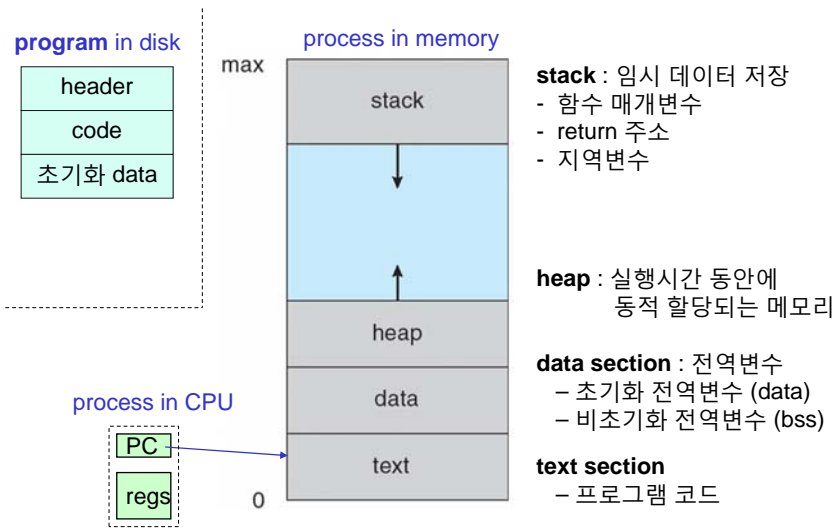 program in disk
header
code
초기화 data
process in memory
max
stack
heap
data
text
0
process in CPU
PC
regs
stack : 임시 데이터 저장
- 함수 매개변수
- return 주소
- 지역변수
heap : 실행시간 동안에
동적 할당되는 메모리
data section : 전역변수
– 초기화 전역변수 (data)
– 비초기화 전역변수 (bss)
text section
– 프로그램 코드